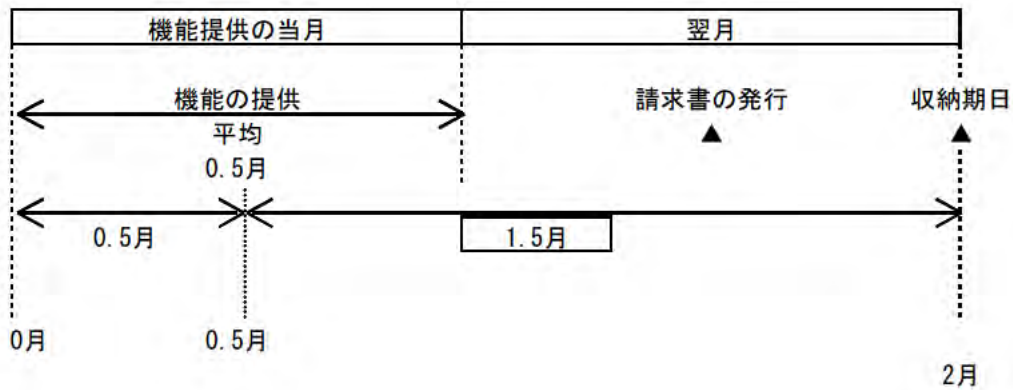 機能提供の当月 翌月
機能の提供 請求書の発行 収納期日
平均 ▲ ▲
0.5月
0.5月 1.5月
0月 0.5月
2月